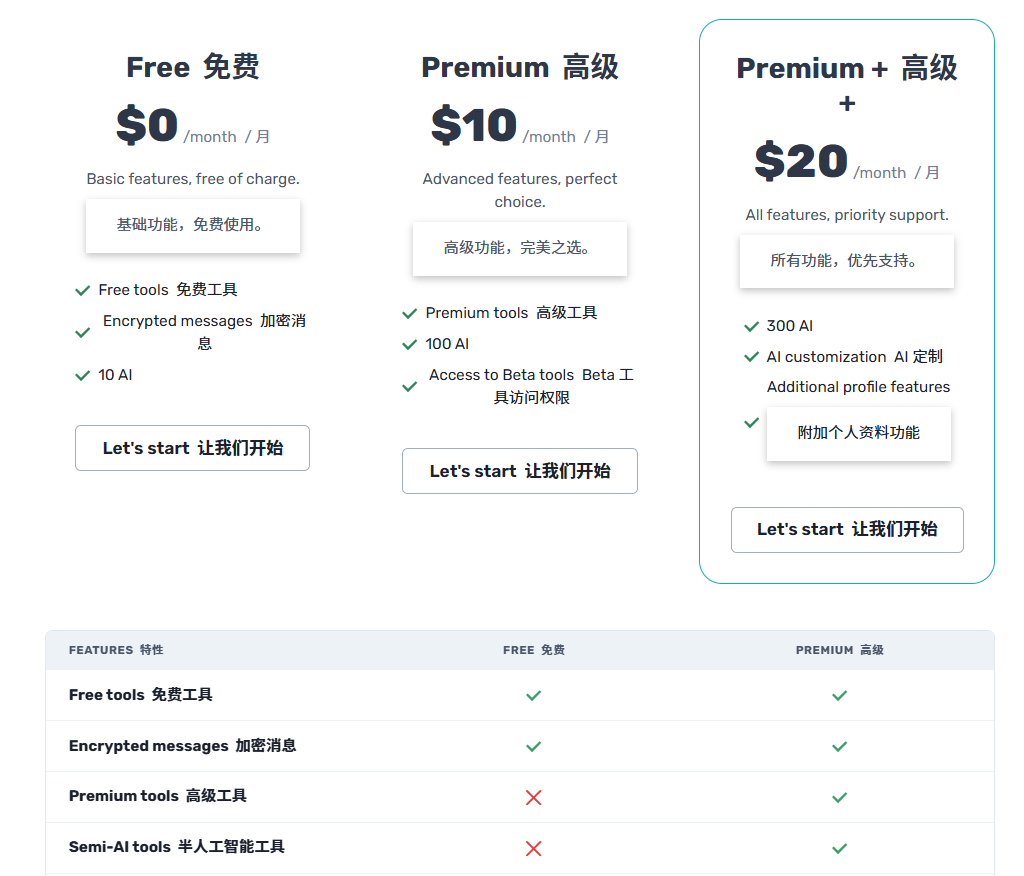 Free 免费
$0 /month / 月
Basic features, free of charge.
基础功能，免费使用。
Free tools 免费工具
Encrypted messages 加密消
息
10 AI
Let's start 让我们开始
Premium 高级
$10 /month / 月
Advanced features, perfect
choice.
高级功能，完美之选。
Premium tools 高级工具
100 AI
Access to Beta tools Beta 工
具访问权限
Let's start 让我们开始
Premium + 高级
+
$20 /month / 月
All features, priority support.
所有功能，优先支持。
300 AI
AI customization AI 定制
Additional profile features
附加个人资料功能
Let's start 让我们开始
FEATURES 特性 FREE 免费 PREMIUM 高级
Free tools 免费工具
Encrypted messages 加密消息
Premium tools 高级工具
Semi-AI tools 半人工智能工具